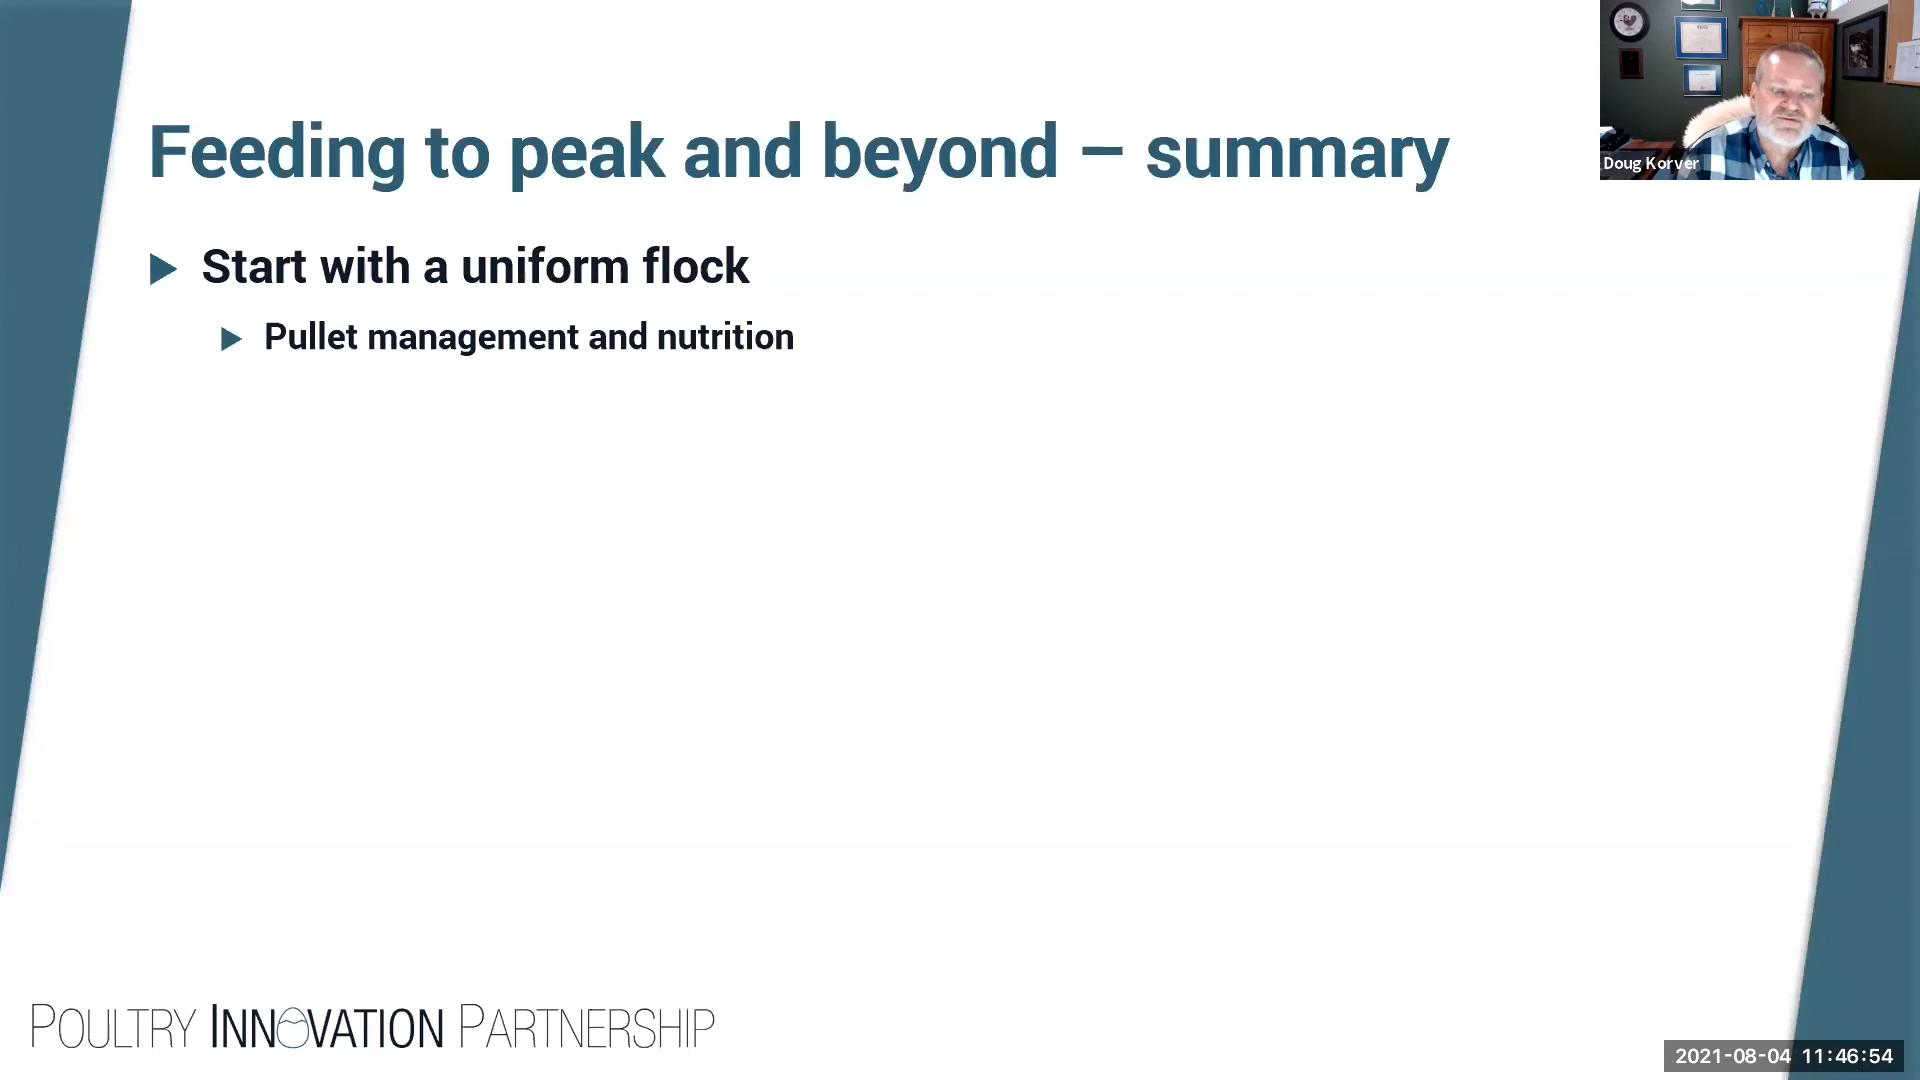 Feeding to peak and beyond – summary
Doug Korver
Start with a uniform flock
Pullet management and nutrition
POULTRY INNOVATION PARTNERSHIP
2021-08-04 11:46:54